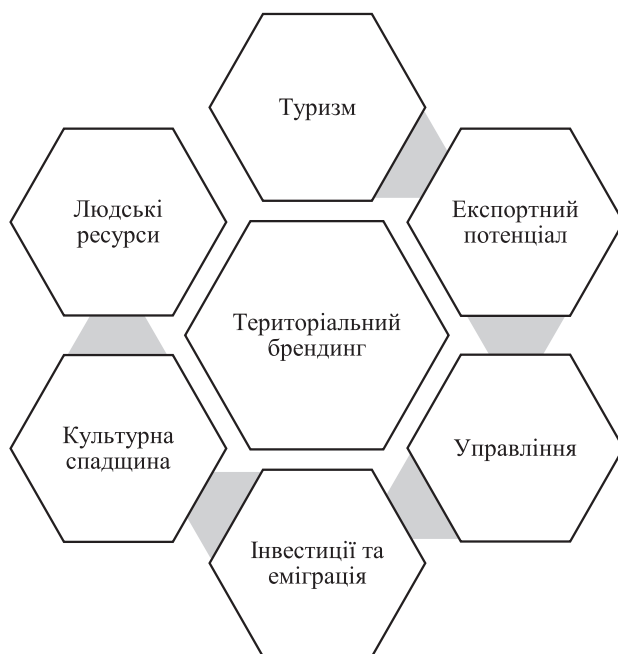 Туризм
Експортний
потенціал
Управління
Інвестиції та
еміграція
Культурна
спадщина
Людські
ресурси
Територіальний
брендинг